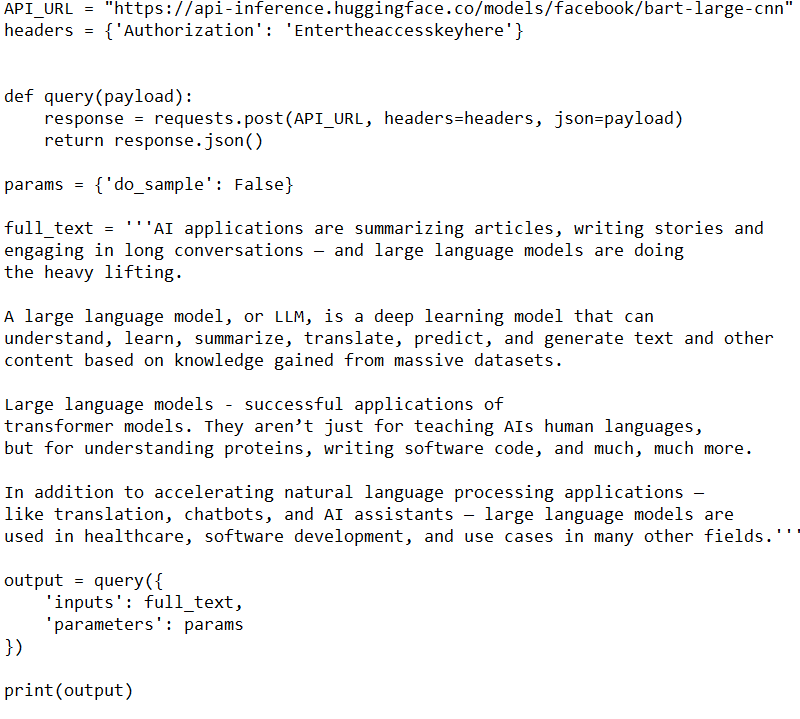 API_URL = "https://api-inference.huggingface.co/models/facebook/bart-large-cnn"
headers = {'Authorization': 'Entertheaccesskeyhere'}
def query(payload):
    response = requests.post(API_URL, headers=headers, json=payload)
    return response.json()
params = {'do_sample': False}
full_text = '''AI applications are summarizing articles, writing stories and
engaging in long conversations — and large language models are doing
the heavy lifting.
A large language model, or LLM, is a deep learning model that can
understand, learn, summarize, translate, predict, and generate text and other
content based on knowledge gained from massive datasets.
Large language models - successful applications of
transformer models. They aren’t just for teaching AIs human languages,
but for understanding proteins, writing software code, and much, much more.
In addition to accelerating natural language processing applications —
like translation, chatbots, and AI assistants — large language models are
used in healthcare, software development, and use cases in many other fields.'''
output = query({
    'inputs': full_text,
    'parameters': params
})
print(output)